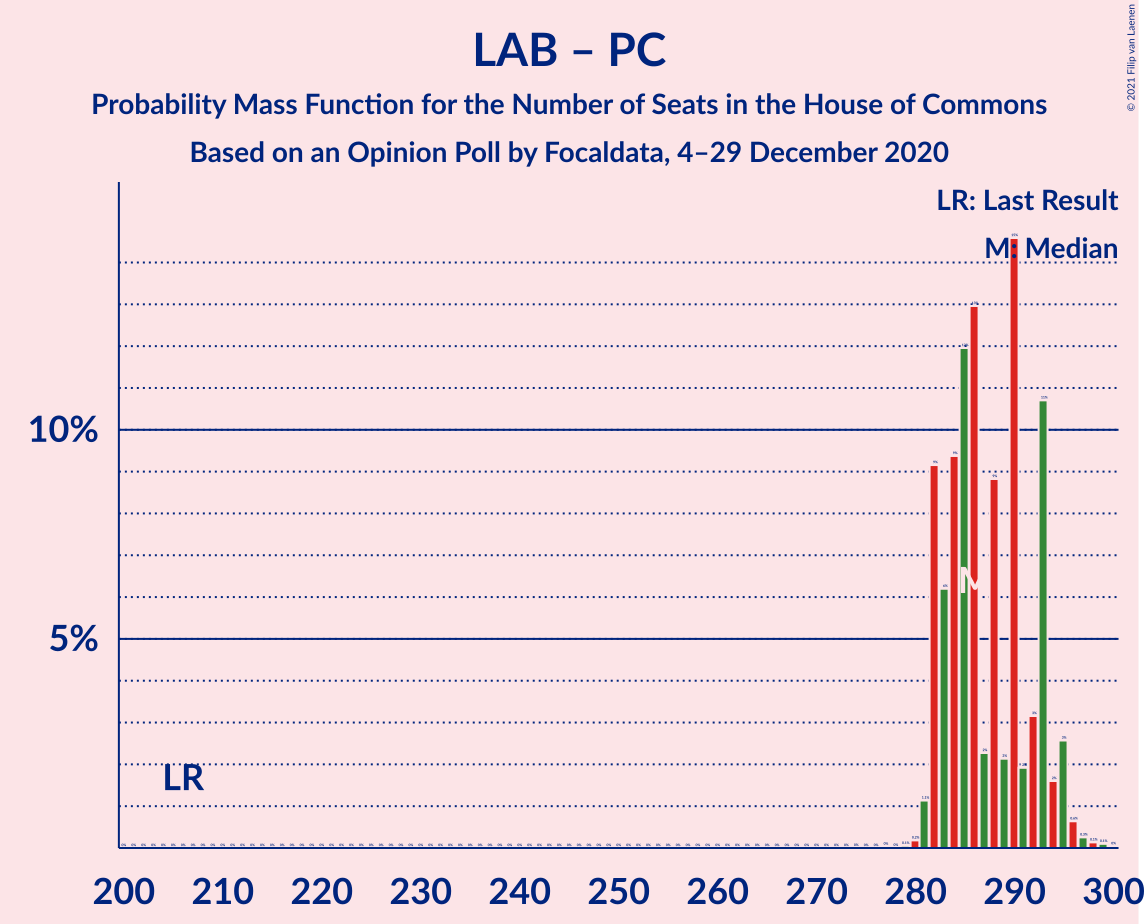 LAB – PC
Probability Mass Function for the Number of Seats in the House of Commons
Based on an Opinion Poll by Focaldata, 4–29 December 2020
© 2021 Filip van Laenen
LR: Last Result
M: Median
10%
5%
M
LR
200 210 220 230 240 250 260 270 280 290 300